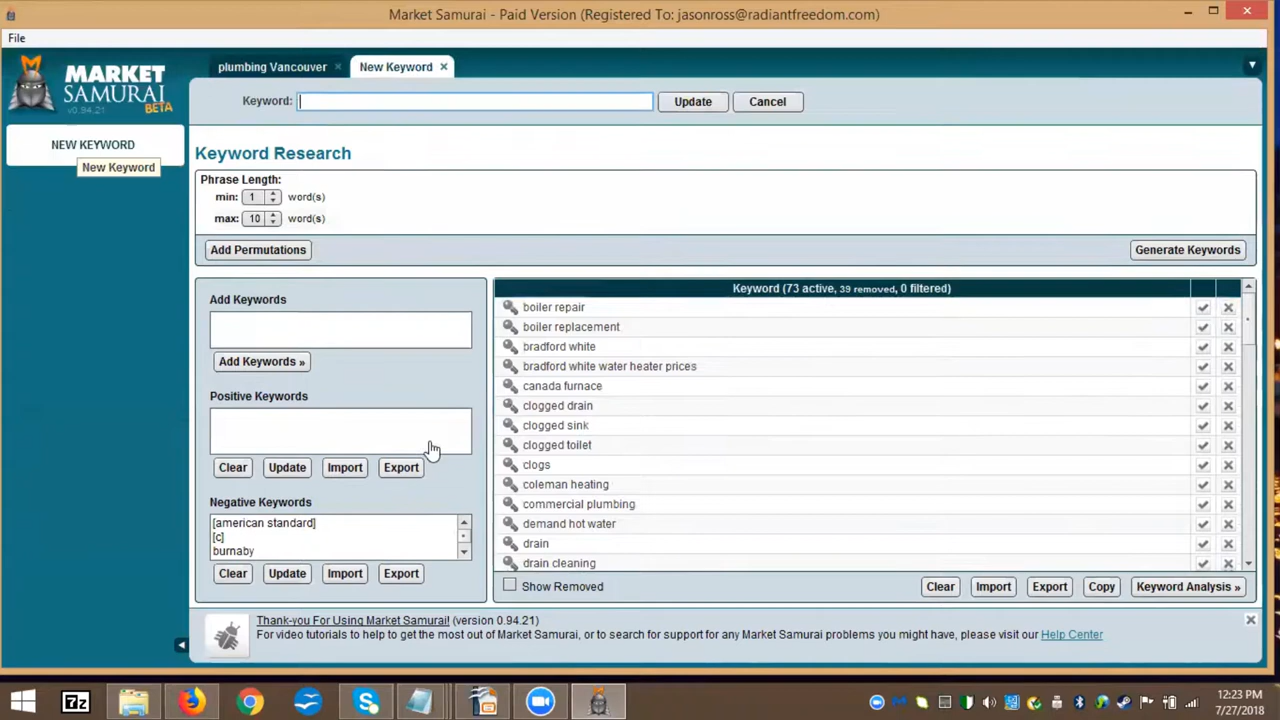 Market Samurai - Paid Version (Registered To: jasonross@radiantfreedom.com)
File
MARKET
SAMURAI
v0.94.21 BETA
plumbing Vancouver
New Keyword
Keyword:
Update
Cancel
NEW KEYWORD
New Keyword
Keyword Research
Phrase Length:
min: 1 word(s)
max: 10 word(s)
Add Permutations
Generate Keywords
Add Keywords
Add Keywords »
Positive Keywords
Clear Update Import Export
Negative Keywords
[american standard]
[c]
burnaby
Clear Update Import Export
Keyword (73 active, 39 removed, 0 filtered)
boiler repair
boiler replacement
bradford white
bradford white water heater prices
canada furnace
clogged drain
clogged sink
clogged toilet
clogs
coleman heating
commercial plumbing
demand hot water
drain
drain cleaning
Show Removed
Clear Import Export Copy Keyword Analysis »
Thank-you For Using Market Samurai! (version 0.94.21)
For video tutorials to help to get the most out of Market Samurai, or to search for support for any Market Samurai problems you might have, please visit our Help Center
7z
12:23 PM
7/27/2018